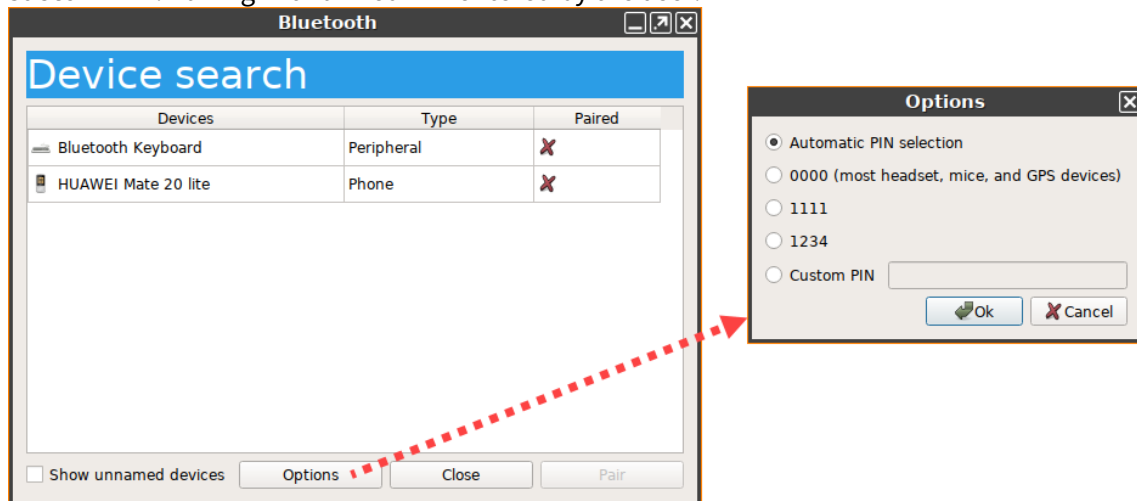 Bluetooth
Device search
Devices Type Paired
Bluetooth Keyboard Peripheral
HUAWEI Mate 20 lite Phone
Show unnamed devices Options Close Pair
Options
Automatic PIN selection
0000 (most headset, mice, and GPS devices)
1111
1234
Custom PIN
Ok Cancel